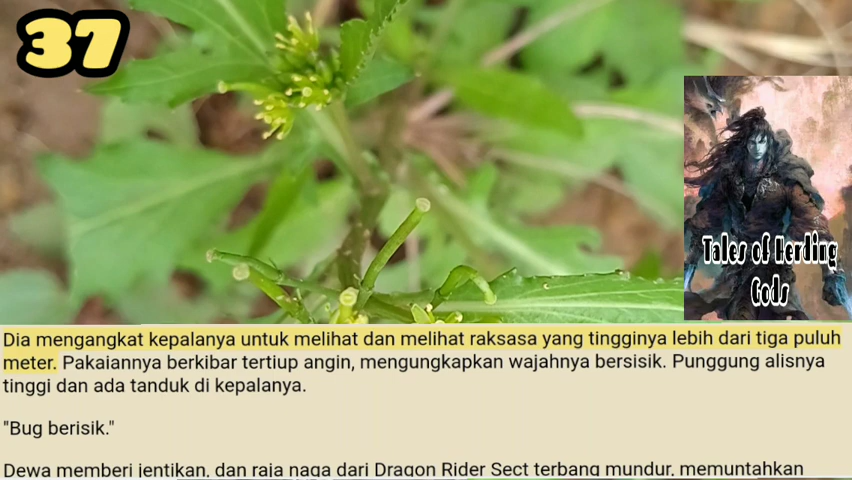 37
Tales of Herding
Gods
Dia mengangkat kepalanya untuk melihat dan melihat raksasa yang tingginya lebih dari tiga puluh
meter. Pakaiannya berkibar tertiup angin, mengungkapkan wajahnya bersisik. Punggung alisnya
tinggi dan ada tanduk di kepalanya.
"Bug berisik."
Dewa memberi jentikan, dan raja naga dari Dragon Rider Sect terbang mundur, memuntahkan